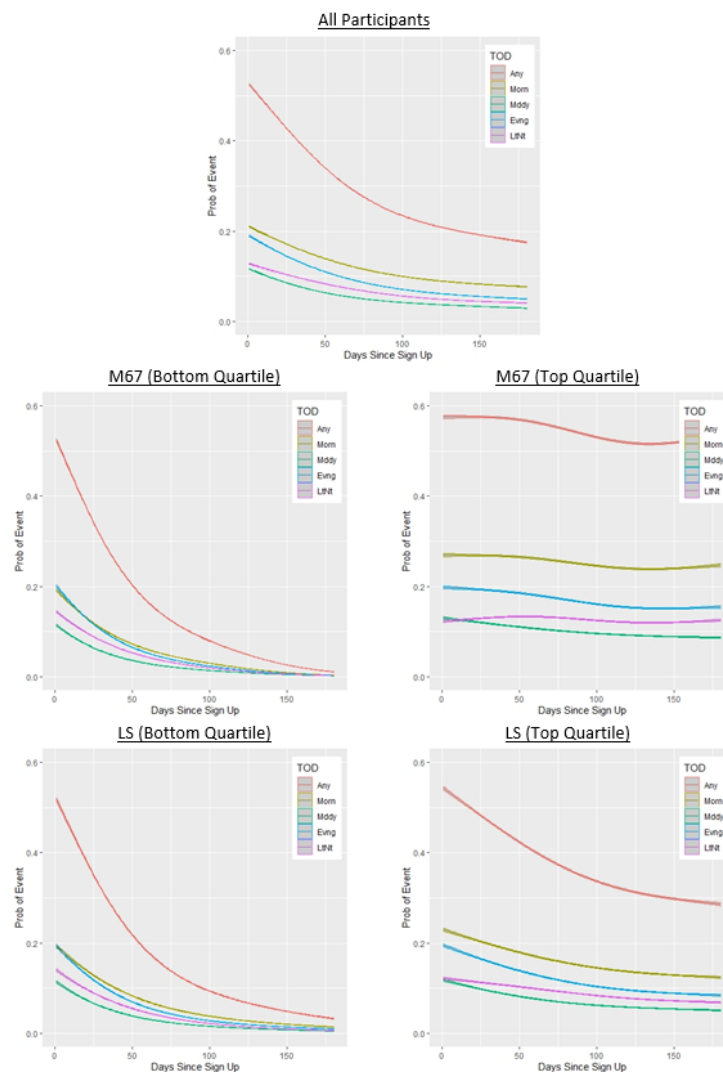 All Participants
0.6
0.4
0.2
0.0
Prob of Event
TOD
Any
Morn
Mddy
Evng
LtNt
0
50
100
150
Days Since Sign Up
M67 (Bottom Quartile)
0.6
0.4
0.2
0.0
Prob of Event
TOD
Any
Morn
Mddy
Evng
LtNt
0
50
100
150
Days Since Sign Up
M67 (Top Quartile)
0.6
0.4
0.2
0.0
Prob of Event
TOD
Any
Morn
Mddy
Evng
LtNt
0
50
100
150
Days Since Sign Up
LS (Bottom Quartile)
0.6
0.4
0.2
0.0
Prob of Event
TOD
Any
Morn
Mddy
Evng
LtNt
0
50
100
150
Days Since Sign Up
LS (Top Quartile)
0.6
0.4
0.2
0.0
Prob of Event
TOD
Any
Morn
Mddy
Evng
LtNt
0
50
100
150
Days Since Sign Up